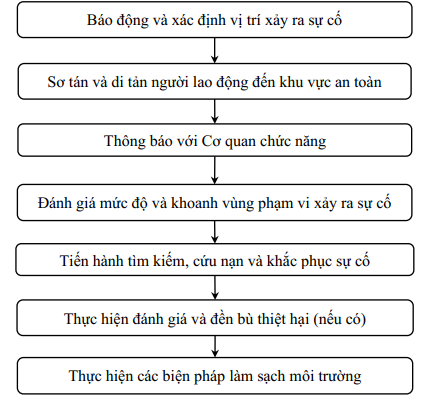 Báo động và xác định vị trí xảy ra sự cố
Sơ tán và di tản người lao động đến khu vực an toàn
Thông báo với Cơ quan chức năng
Đánh giá mức độ và khoanh vùng phạm vi xảy ra sự cố
Tiến hành tìm kiếm, cứu nạn và khắc phục sự cố
Thực hiện đánh giá và đền bù thiệt hại (nếu có)
Thực hiện các biện pháp làm sạch môi trường